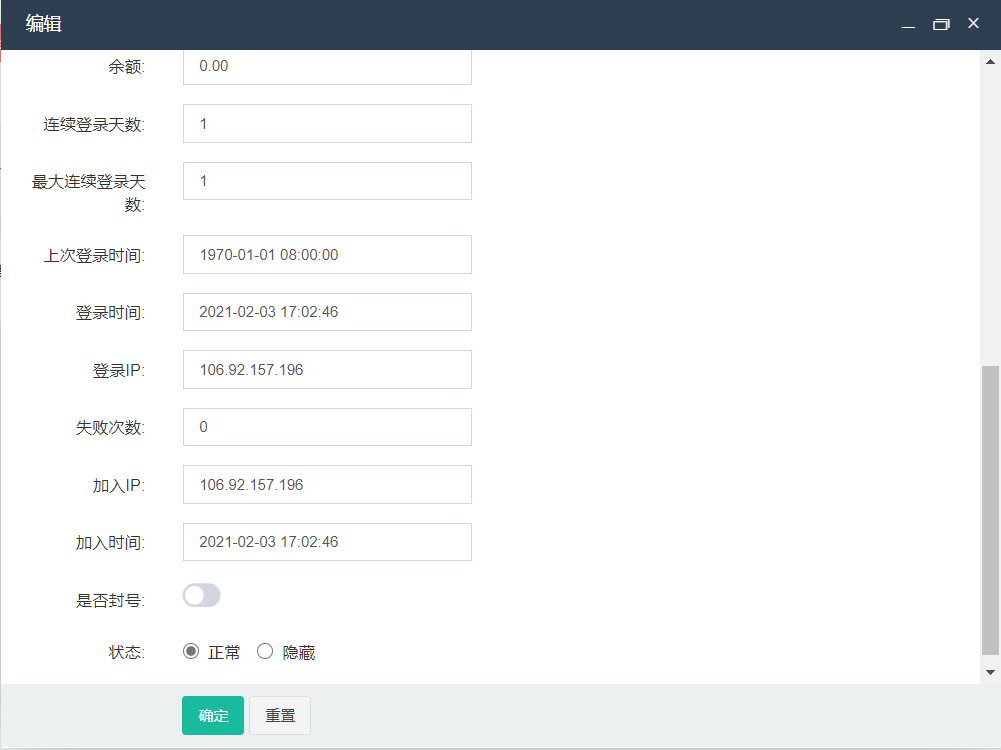 编辑
余额: 0.00
连续登录天数: 1
最大连续登录天 1
数:
上次登录时间: 1970-01-01 08:00:00
登录时间: 2021-02-03 17:02:46
登录IP: 106.92.157.196
失败次数: 0
加入IP: 106.92.157.196
加入时间: 2021-02-03 17:02:46
是否封号:
状态: 正常 隐藏
确定 重置